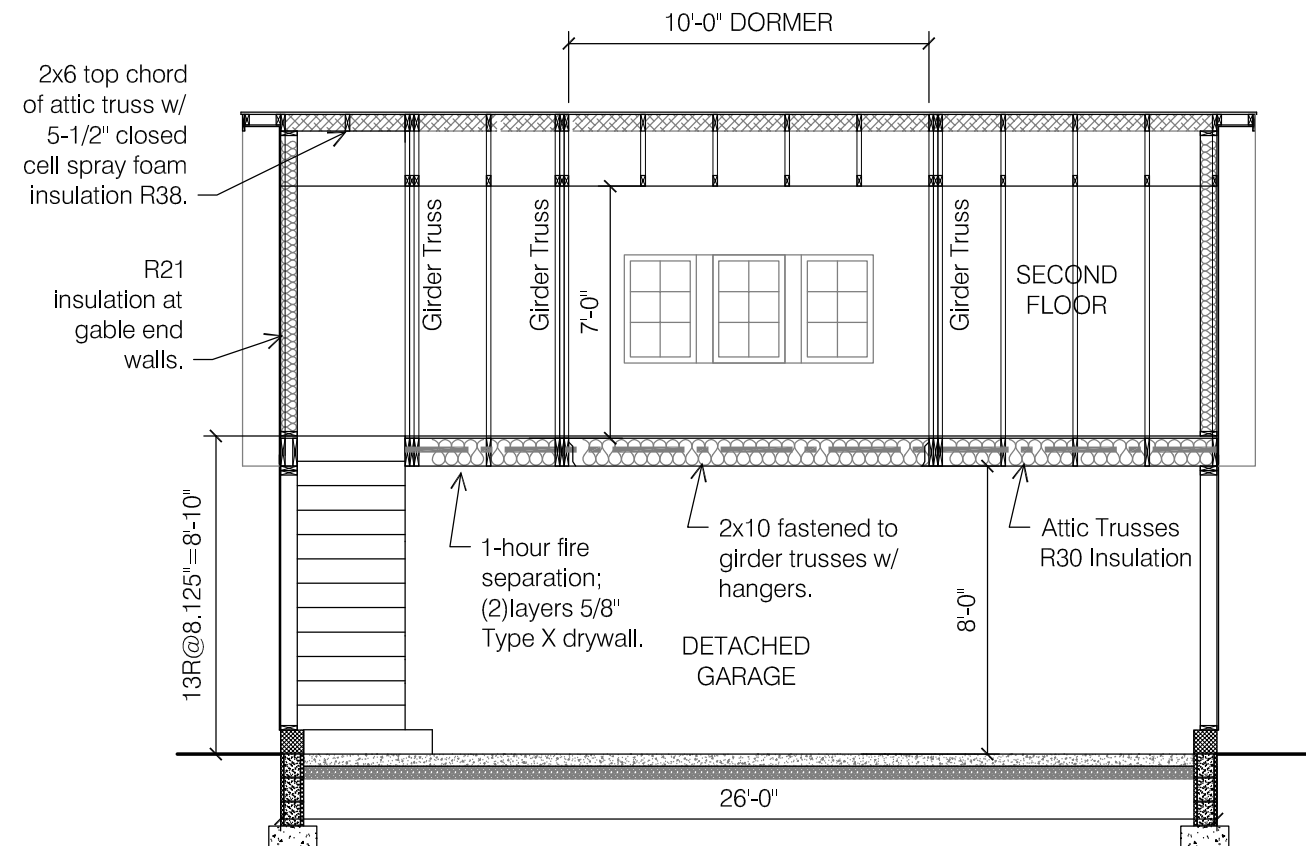 10'-0" DORMER
2x6 top chord
of attic truss w/
5-1/2" closed
cell spray foam
insulation R38.
R21
insulation at
gable end
walls.
Girder Truss
Girder Truss
7'-0"
Girder Truss
SECOND
FLOOR
13R@8.125"=8'-10"
1-hour fire
separation;
(2)layers 5/8"
Type X drywall.
2x10 fastened to
girder trusses w/
hangers.
Attic Trusses
R30 Insulation
8'-0"
DETACHED
GARAGE
26'-0"